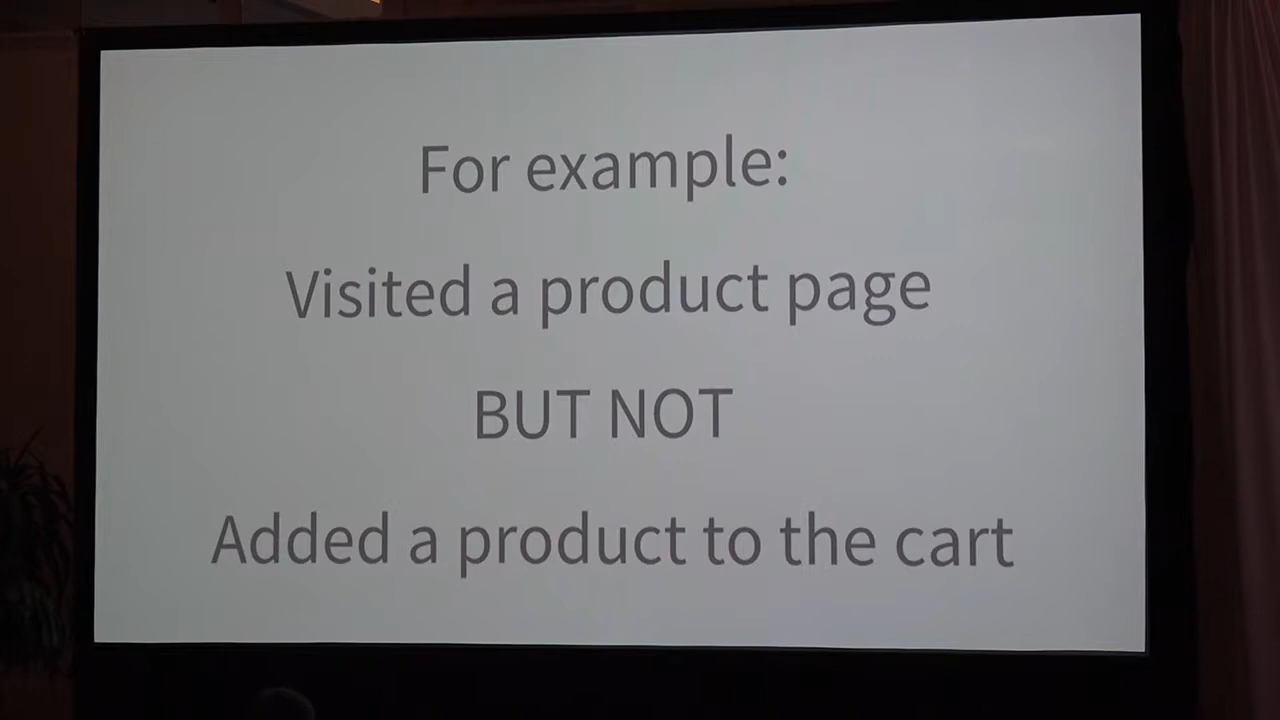 For example:
Visited a product page
BUT NOT
Added a product to the cart